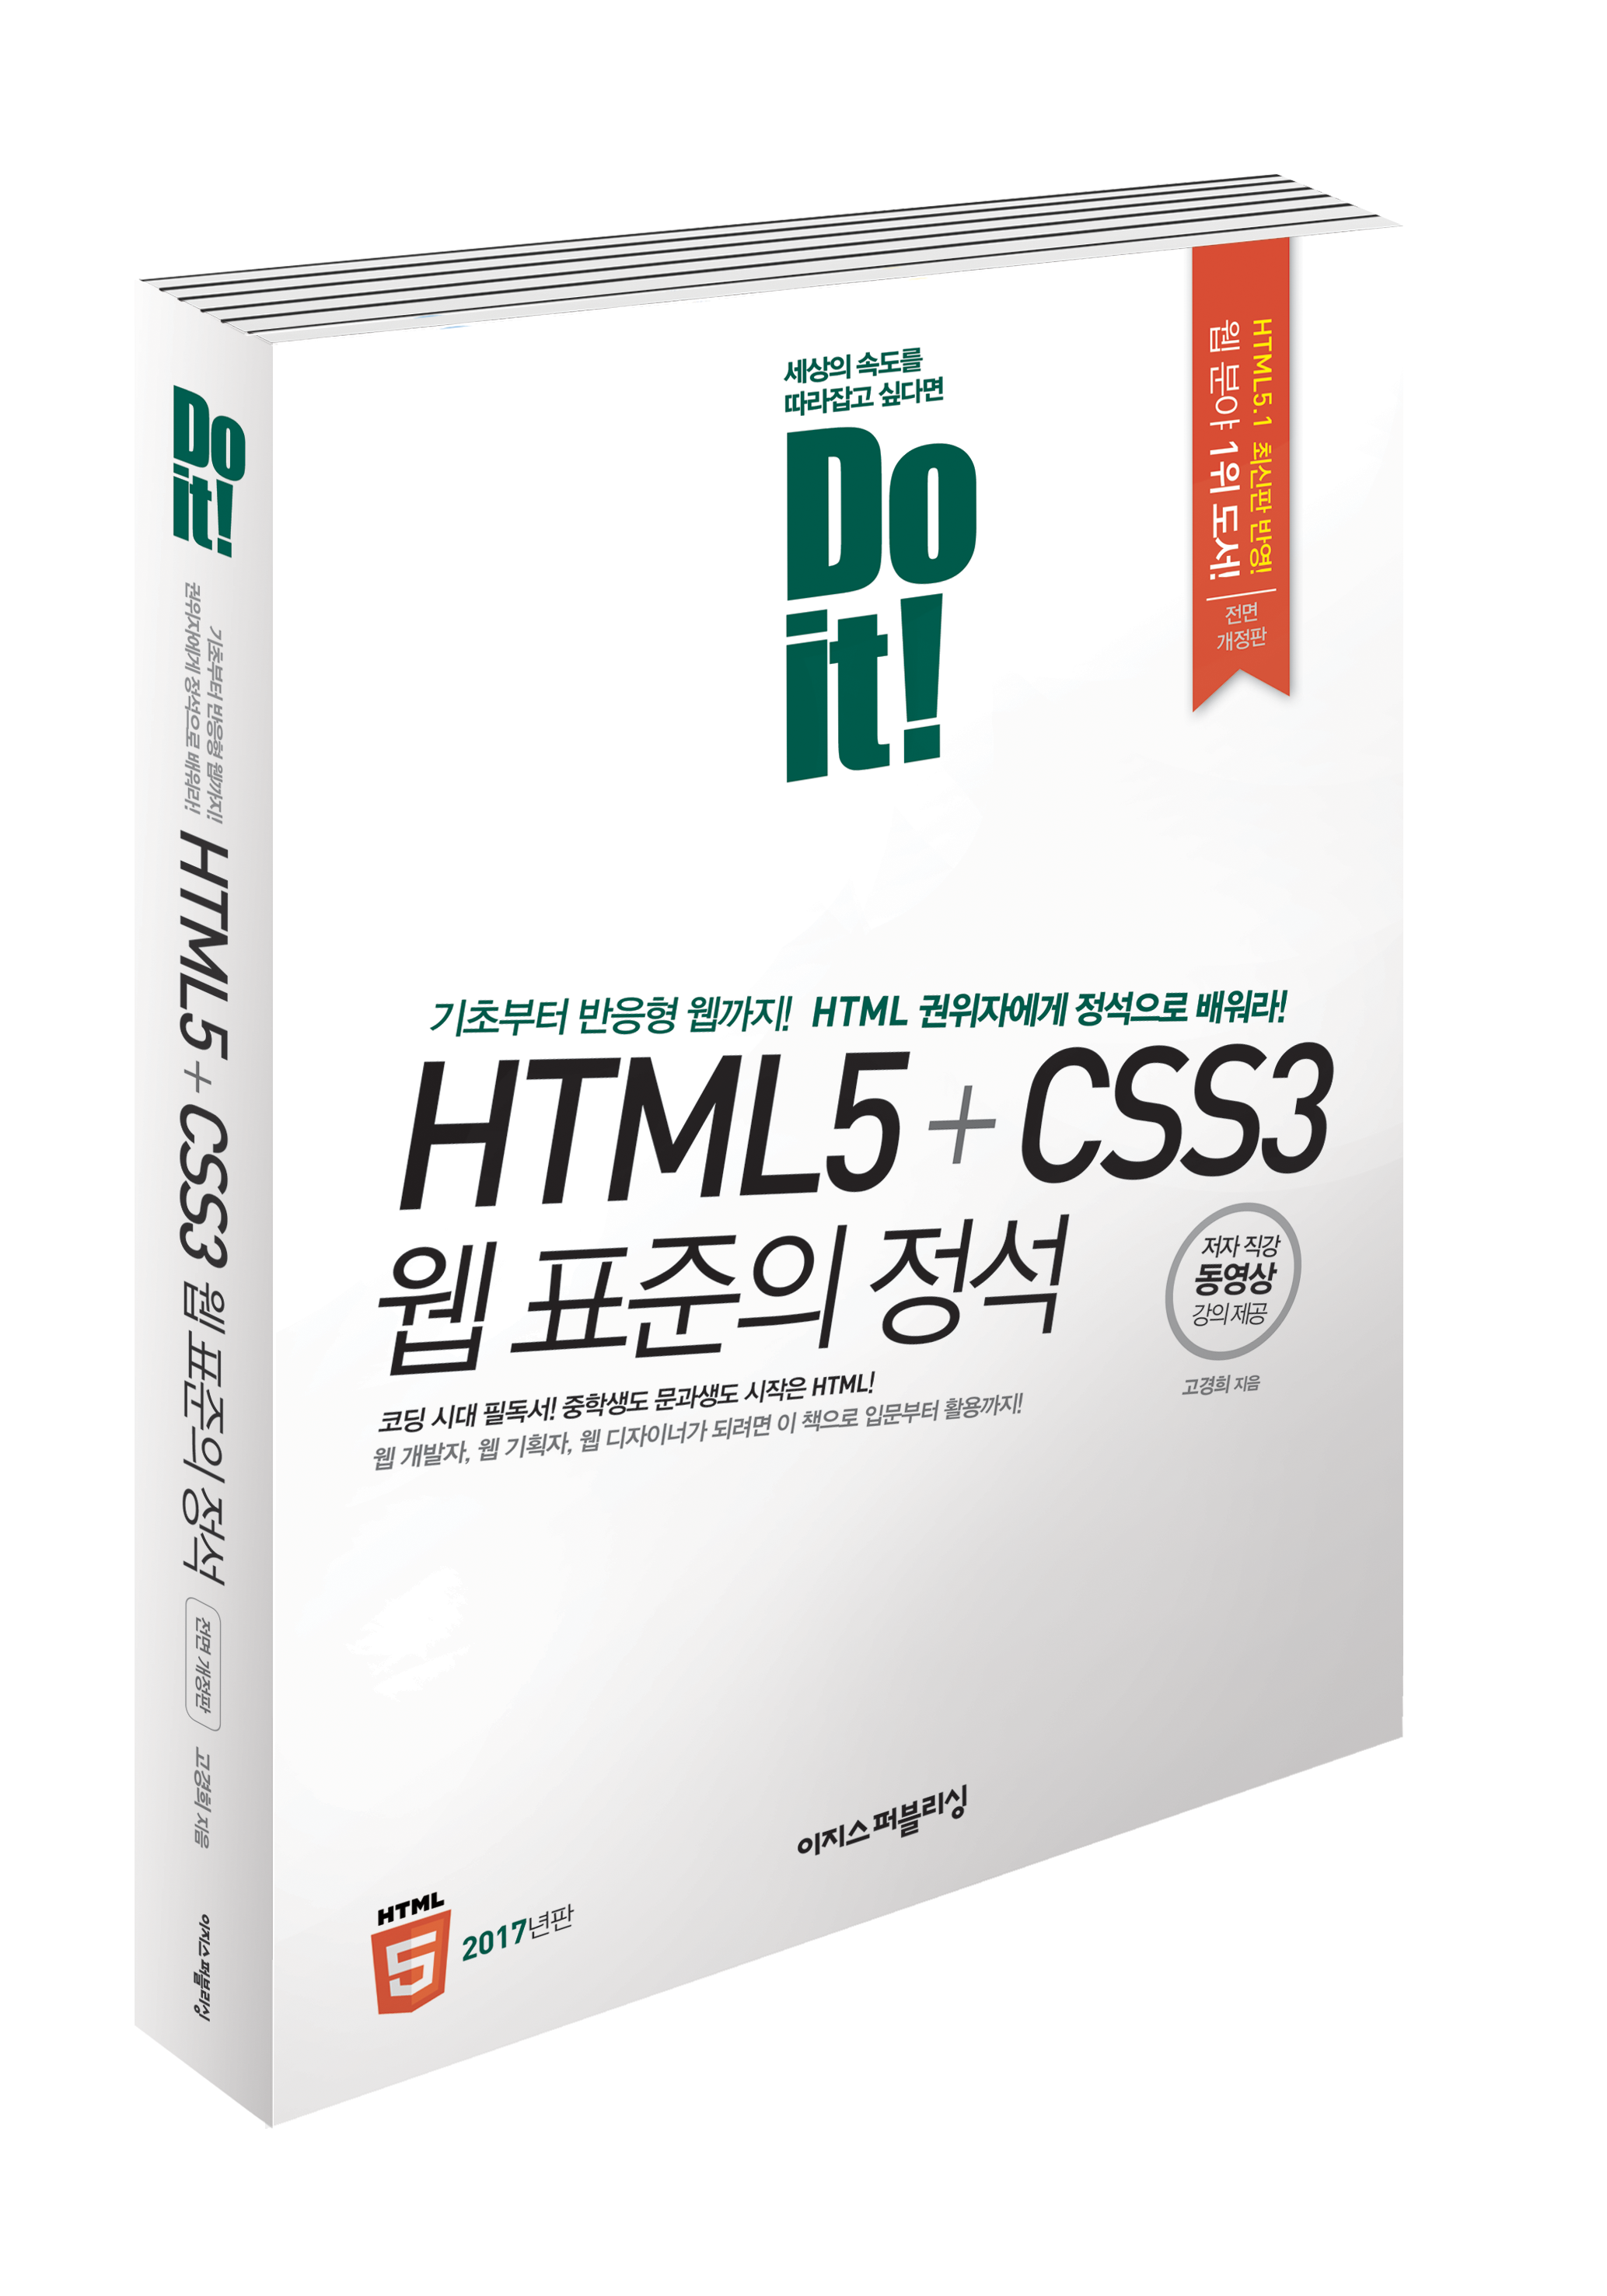 세상의 속도를
따라잡고 싶다면
Do
it!
HTML5.1 최신판 반영!
웹 분야 1위 도서!
전면
개정판
기초부터 반응형 웹까지! HTML 권위자에게 정석으로 배워라!
HTML5 + CSS3
웹 표준의 정석
저자 직강
동영상
강의 제공
고경희 지음
코딩 시대 필독서! 중학생도 문과생도 시작은 HTML!
웹 개발자, 웹 기획자, 웹 디자이너가 되려면 이 책으로 입문부터 활용까지!
이지스 퍼블리싱
HTML
5
2017년판
Do
it!
기초부터 반응형 웹까지!
권위자에게 정석으로 배워라!
HTML5 + CSS3 웹 표준의 정석
전면 개정판
고경희 지음
이지스 퍼블리싱